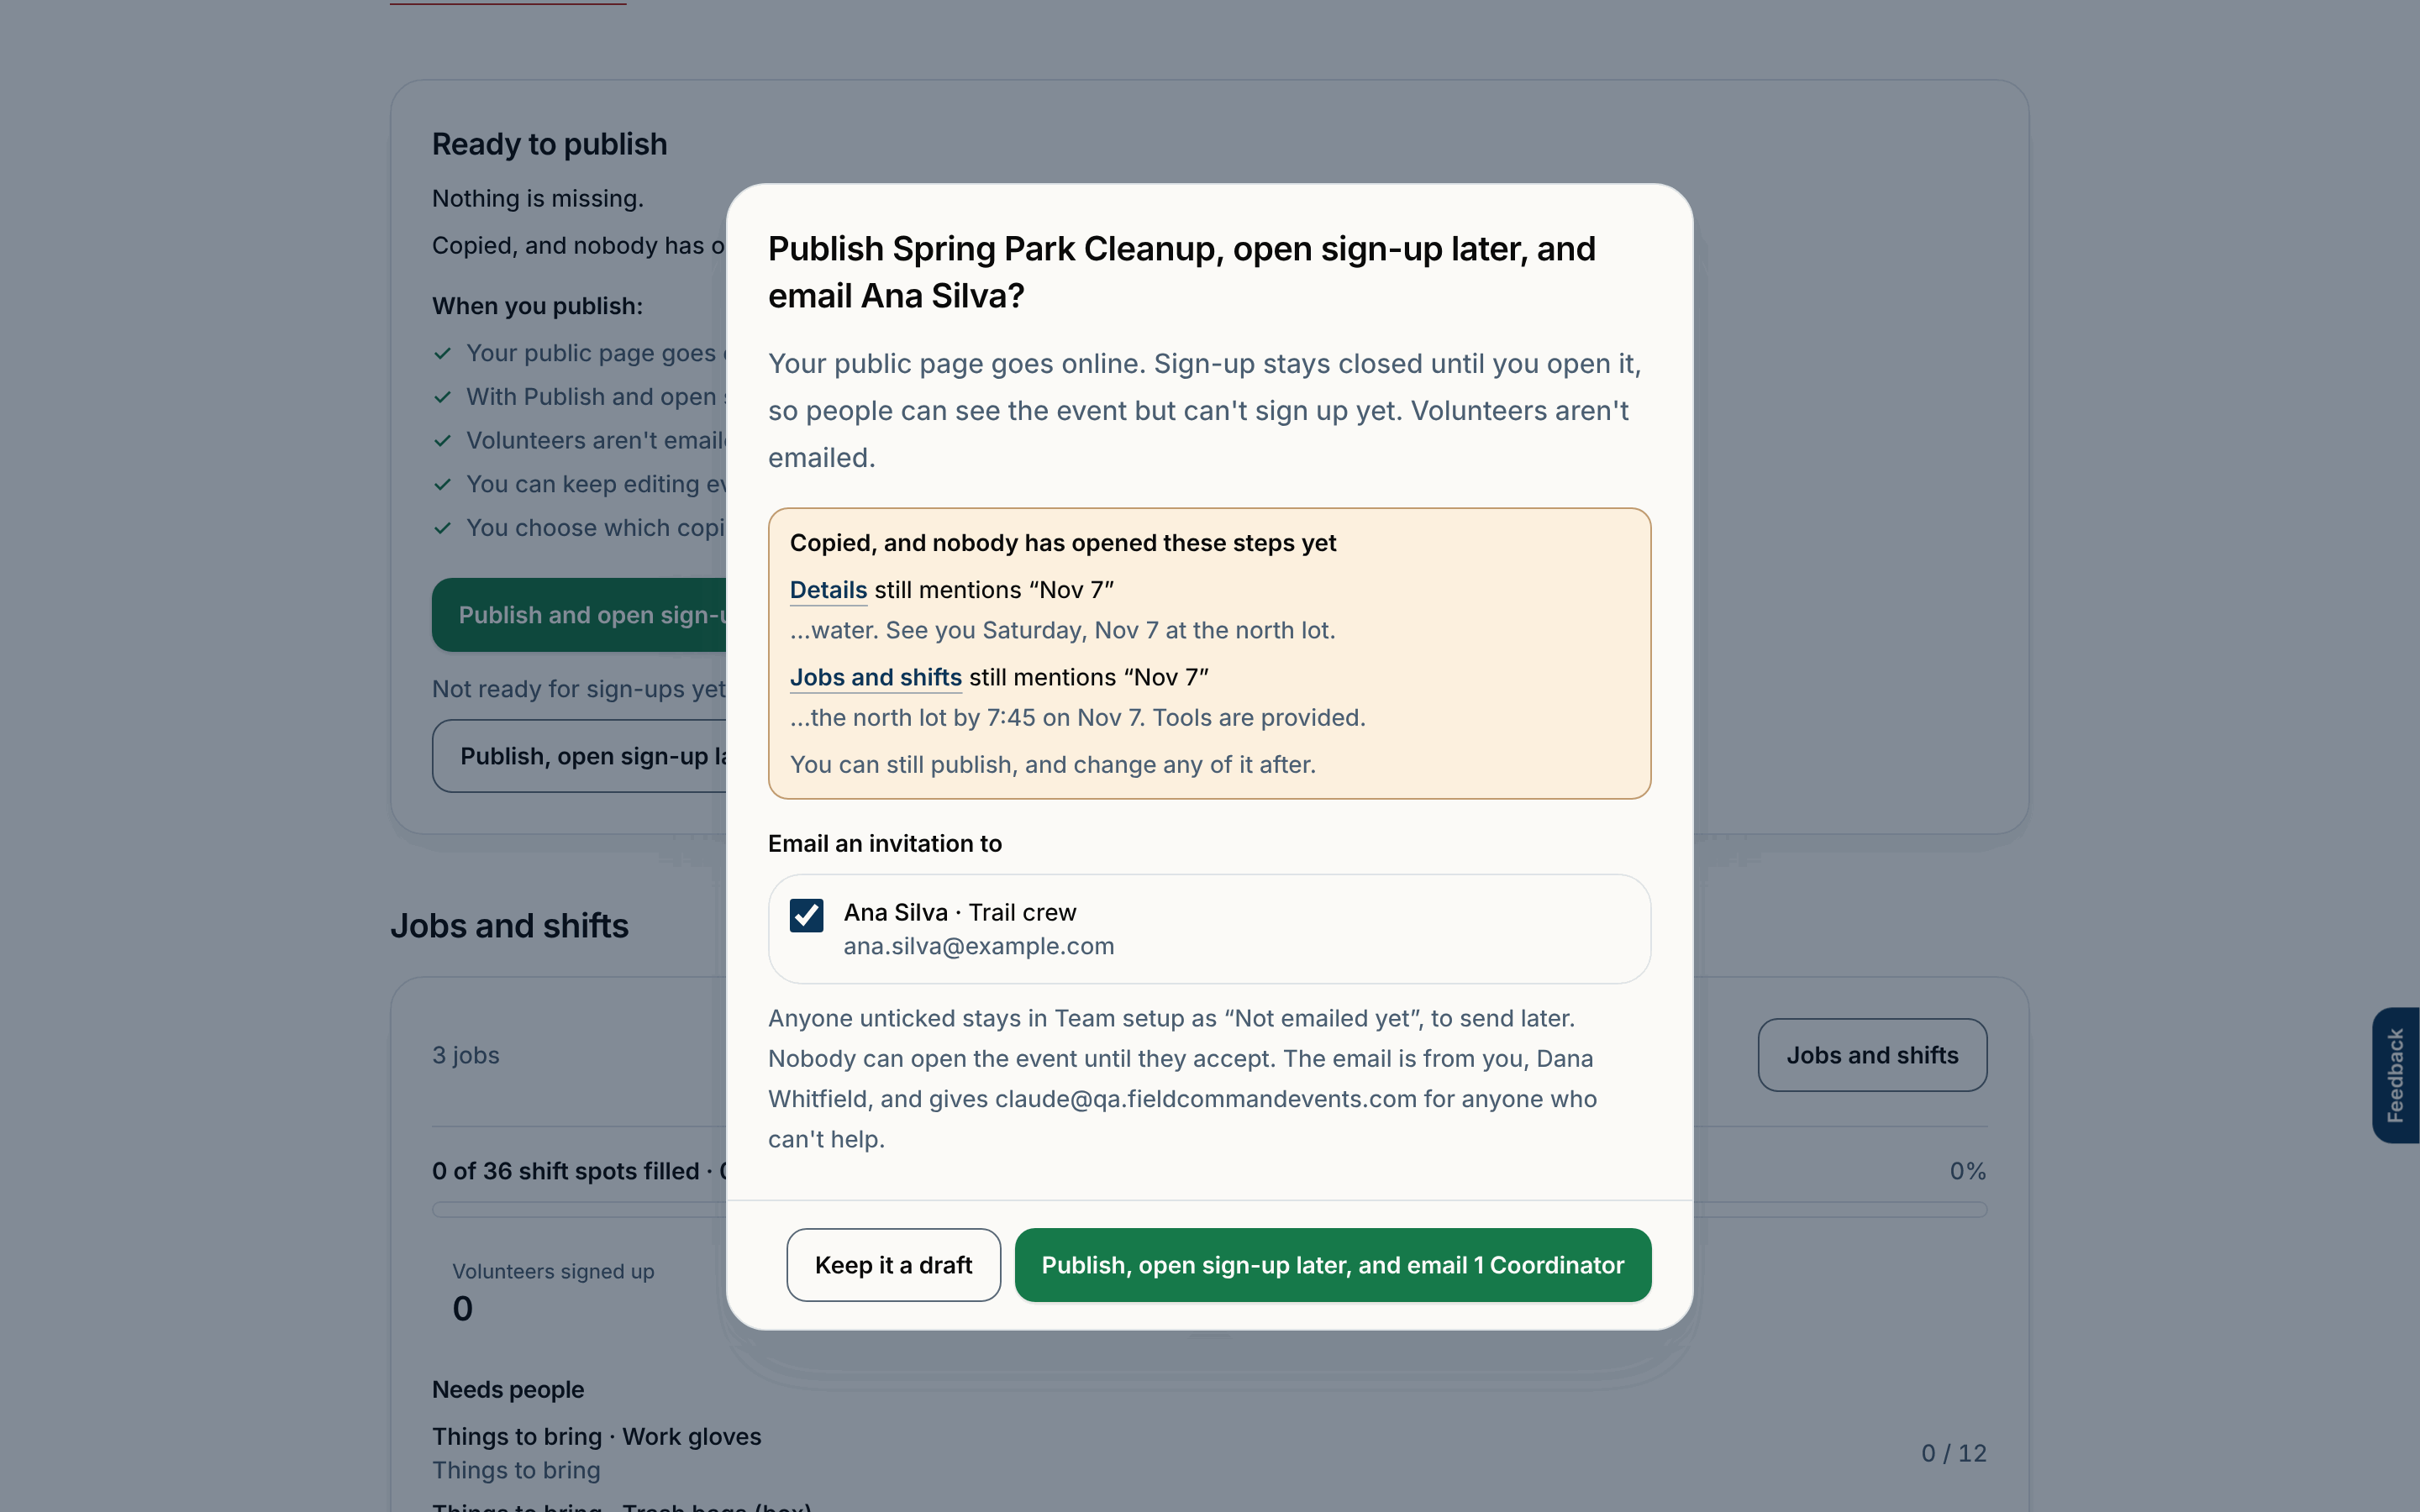 Ready to publish
Nothing is missing.
Copied, and nobody has
When you publish:
Your public page goes
With Publish and open
Volunteers aren't
You can keep editing
You choose which
Publish and open
Not ready for sign-ups yet
Publish, open sign-up
Publish Spring Park Cleanup, open sign-up later, and
email Ana Silva?
Your public page goes online. Sign-up stays closed until you open it,
so people can see the event but can't sign up yet. Volunteers aren't
emailed.
Copied, and nobody has opened these steps yet
Details still mentions “Nov 7”
…water. See you Saturday, Nov 7 at the north lot.
Jobs and shifts still mentions “Nov 7”
…the north lot by 7:45 on Nov 7. Tools are provided.
You can still publish, and change any of it after.
Email an invitation to
Ana Silva · Trail crew
ana.silva@example.com
Anyone unticked stays in Team setup as “Not emailed yet”, to send later.
Nobody can open the event until they accept. The email is from you, Dana
Whitfield, and gives claude@qa.fieldcommandevents.com for anyone who
can't help.
Keep it a draft
Publish, open sign-up later, and email 1 Coordinator
Jobs and shifts
3 jobs
Jobs and shifts
0 of 36 shift spots filled ·
0%
Volunteers signed up
0
Needs people
Things to bring · Work gloves
Things to bring
0 / 12
Things to bring · Trash bags (box)
Feedback